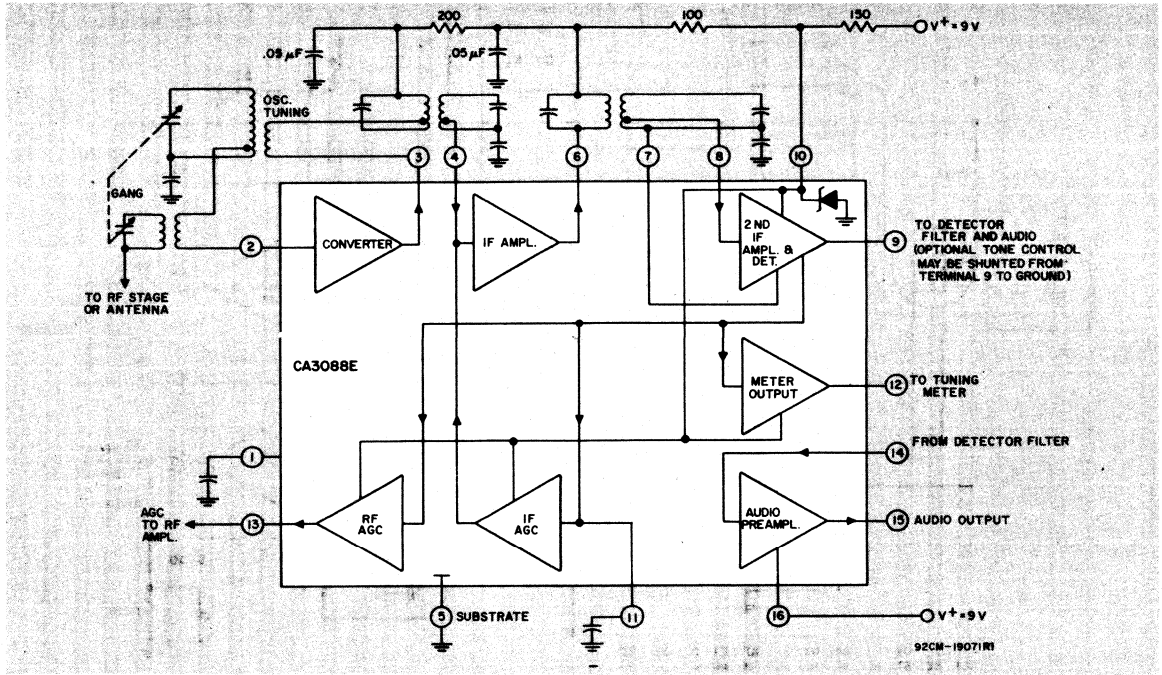 200
100
150
V+ = 9V
.05 µF
.05 µF
OSC.
TUNING
3
4
6
7
8
10
GANG
2
CONVERTER
IF AMPL.
2 ND
IF
AMPL. &
DET.
9
TO DETECTOR
FILTER AND AUDIO
(OPTIONAL TONE CONTROL
MAY BE SHUNTED FROM
TERMINAL 9 TO GROUND)
TO RF STAGE
OR ANTENNA
CA3088E
METER
OUTPUT
12
TO TUNING
METER
1
14
FROM DETECTOR FILTER
AGC
TO RF
AMPL.
13
RF
AGC
IF
AGC
AUDIO
PREAMPL.
15
AUDIO OUTPUT
5
SUBSTRATE
11
16
V+ = 9V
92CM-19071R1